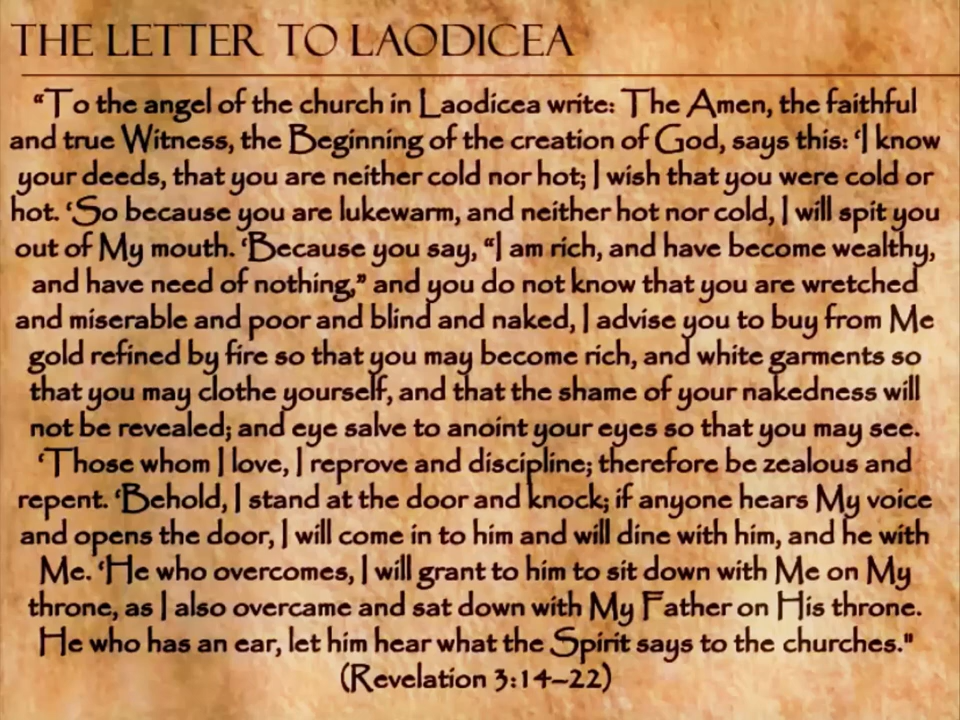 THE LETTER TO LAODICEA
“To the angel of the church in Laodicea write: The Amen, the faithful
and true Witness, the Beginning of the creation of God, says this: ‘I know
your deeds, that you are neither cold nor hot; I wish that you were cold or
hot. ‘So because you are lukewarm, and neither hot nor cold, I will spit you
out of My mouth. ‘Because you say, “I am rich, and have become wealthy,
and have need of nothing,” and you do not know that you are wretched
and miserable and poor and blind and naked, I advise you to buy from Me
gold refined by fire so that you may become rich, and white garments so
that you may clothe yourself, and that the shame of your nakedness will
not be revealed; and eye salve to anoint your eyes so that you may see.
‘Those whom I love, I reprove and discipline; therefore be zealous and
repent. ‘Behold, I stand at the door and knock; if anyone hears My voice
and opens the door, I will come in to him and will dine with him, and he with
Me. ‘He who overcomes, I will grant to him to sit down with Me on My
throne, as I also overcame and sat down with My Father on His throne.
He who has an ear, let him hear what the Spirit says to the churches."
(Revelation 3:14–22)